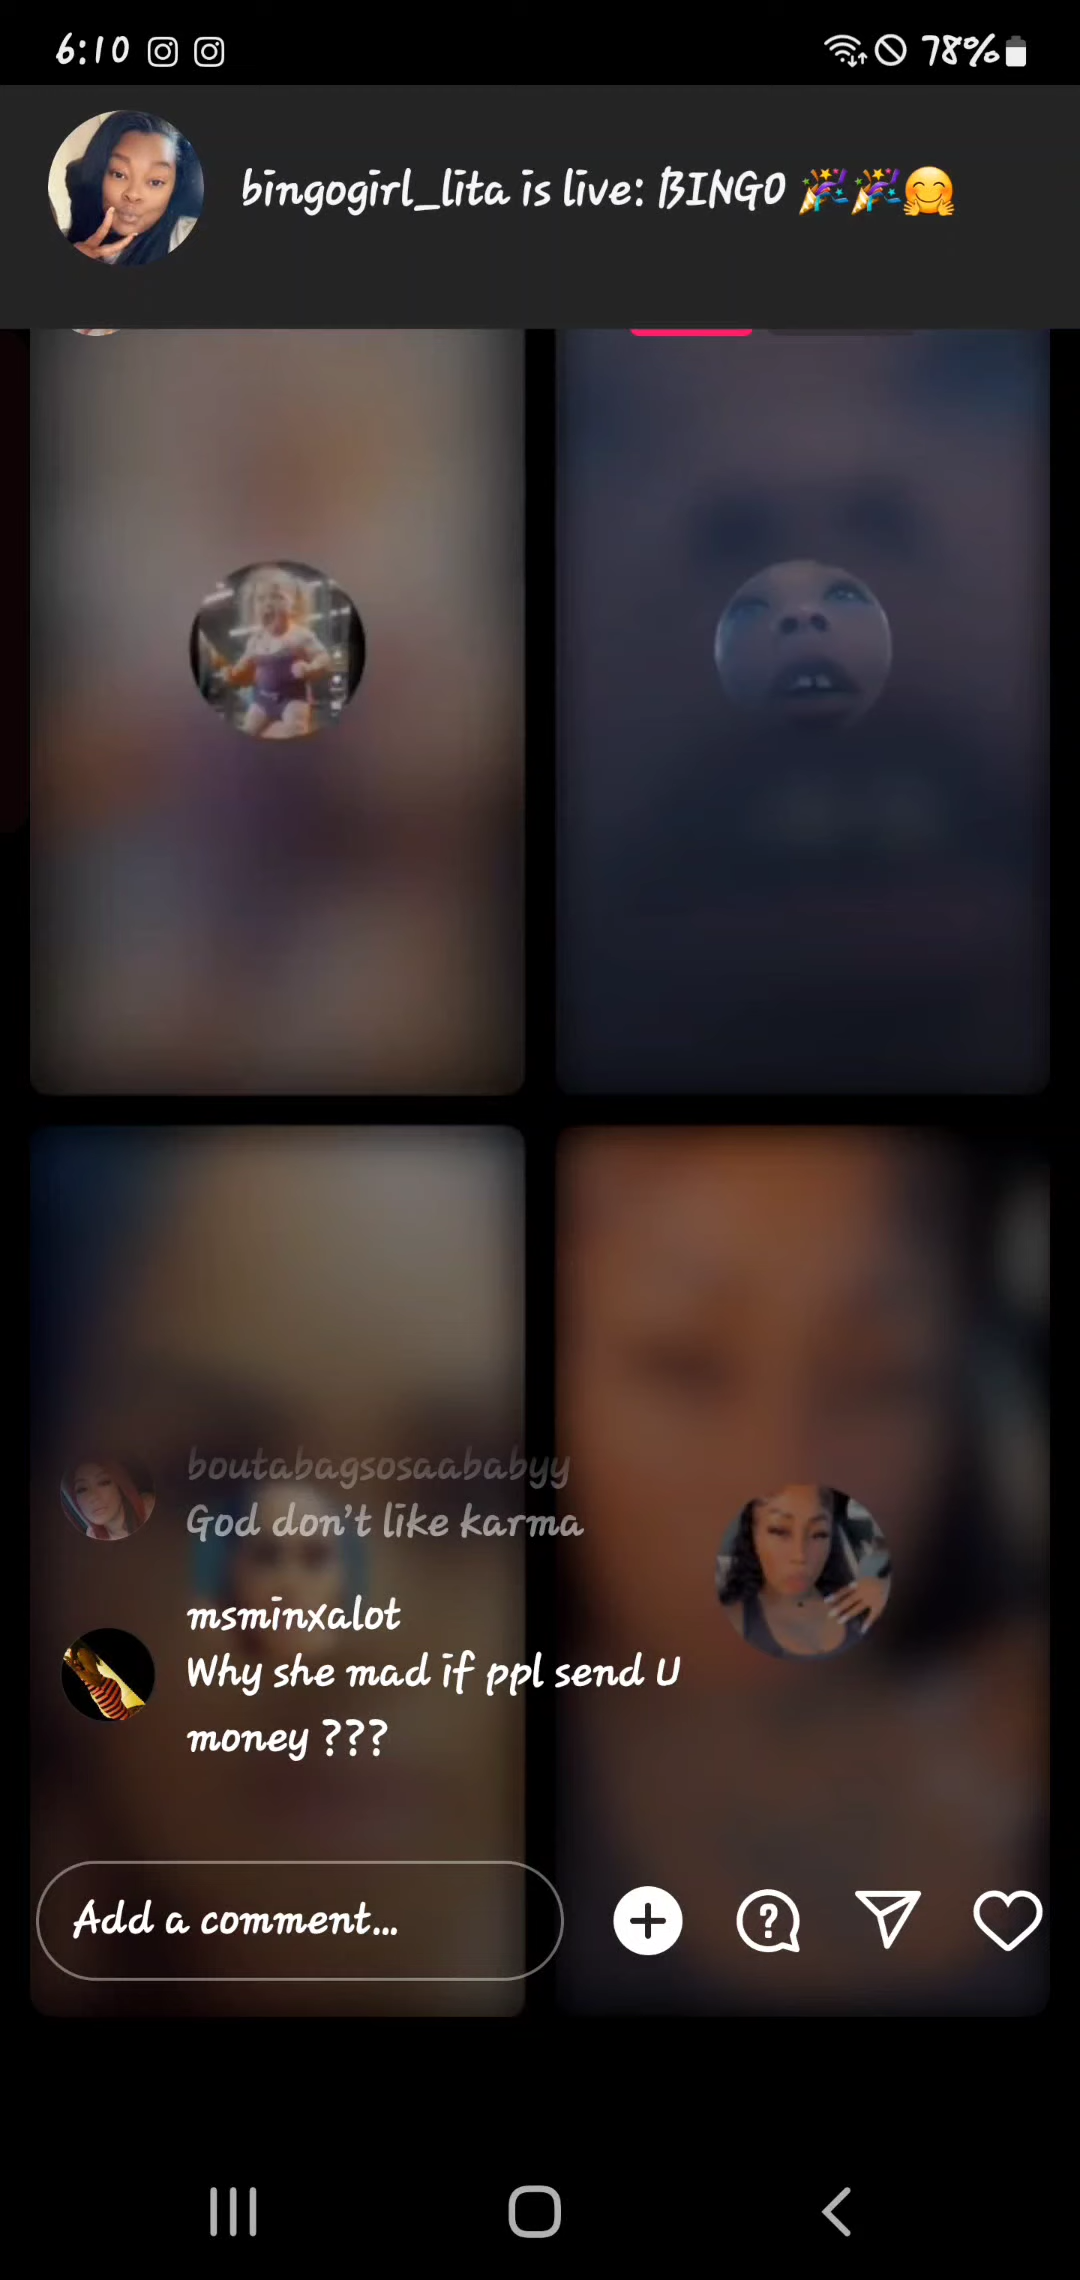 6:10 78%
bingogirl_lita is live: BINGO 🎉🎉🤗
boutabagsosaababyy
God don't like karma
msminxalot
Why she mad if ppl send U
money ???
Add a comment...